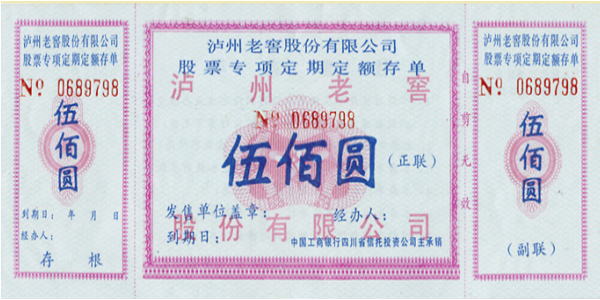 泸州老窖股份有限公司
股票专项定期定额存单
Nº 0689798
伍佰圆
到期日： 年 月 日
经办人：
存 根
泸州老窖股份有限公司
股票专项定期定额存单
泸州老窖
Nº 0689798
伍佰圆(正联)
发售单位盖章： 经办人：
股份有限公司
到期日：
中国工商银行四川省信托投资公司主承销
自剪无效
泸州老窖股份有限公司
股票专项定期定额存单
Nº 0689798
伍佰圆
(副联)